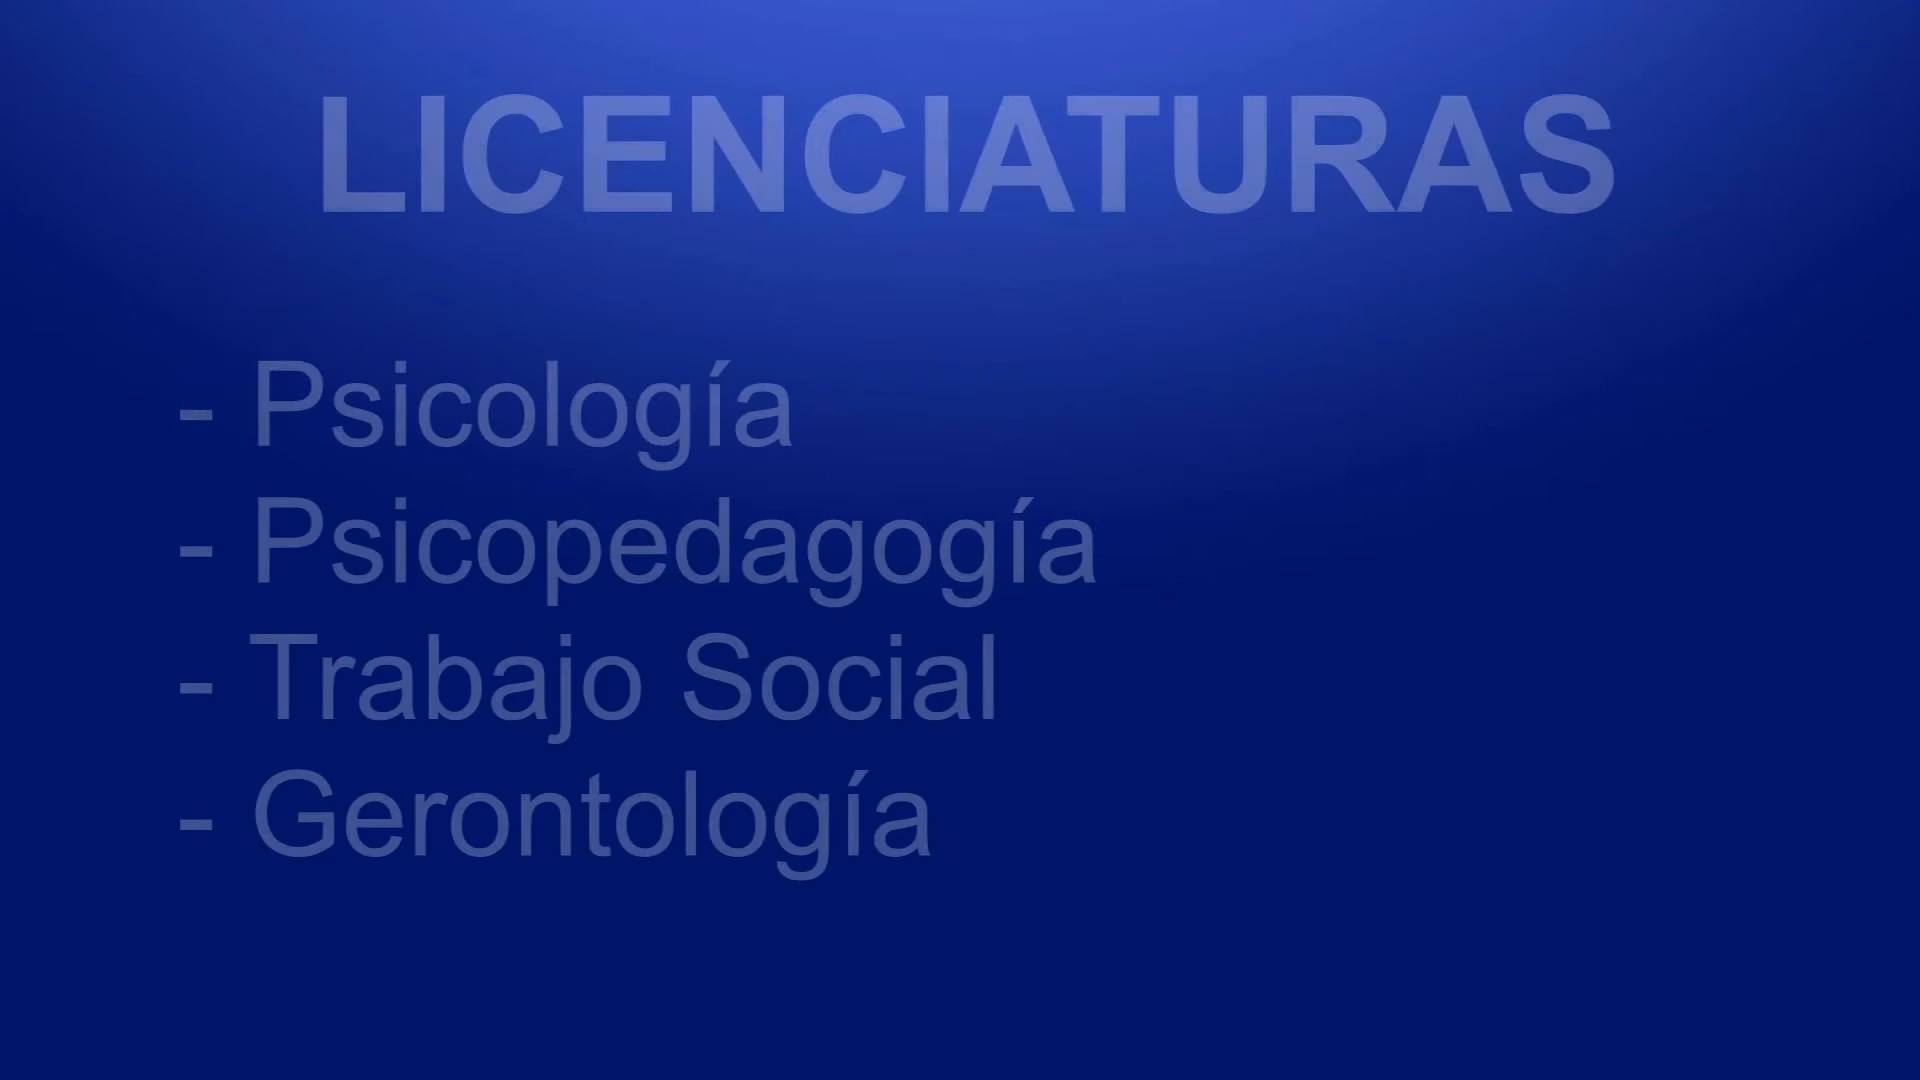 LICENCIATURAS
- Psicología
- Psicopedagogía
- Trabajo Social
- Gerontología